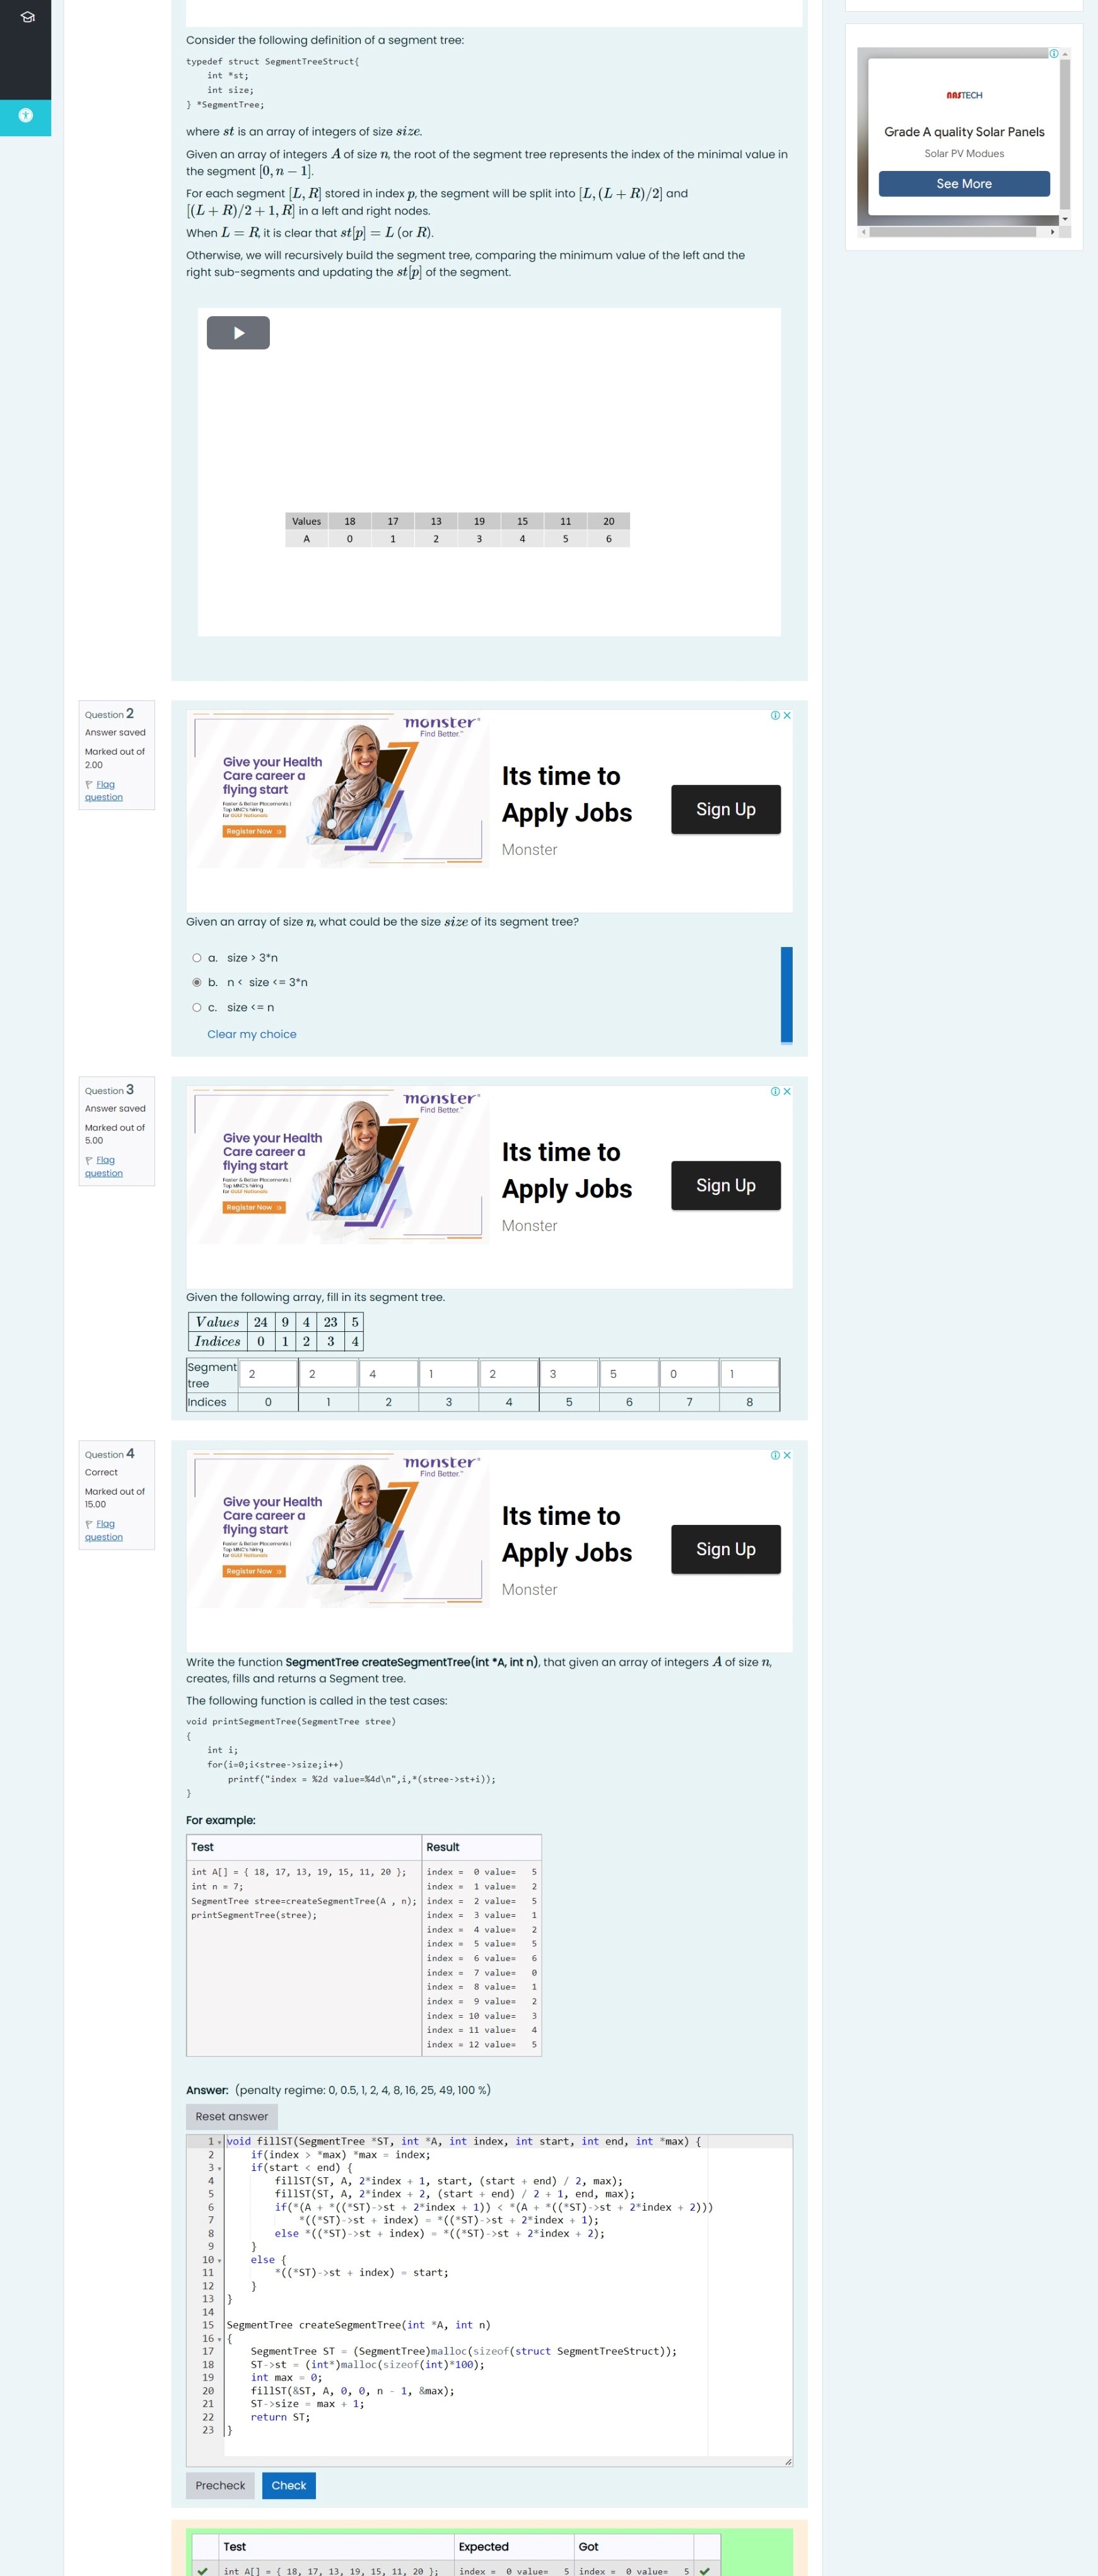 Consider the following definition of a segment tree:
typedef struct SegmentTreeStruct{
    int *st;
    int size;
} *SegmentTree;
where st is an array of integers of size size.
Given an array of integers A of size n, the root of the segment tree represents the index of the minimal value in
the segment [0, n − 1].
For each segment [L, R] stored in index p, the segment will be split into [L, (L + R)/2] and
[(L + R)/2 + 1, R] in a left and right nodes.
When L = R, it is clear that st[p] = L (or R).
Otherwise, we will recursively build the segment tree, comparing the minimum value of the left and the
right sub-segments and updating the st[p] of the segment.
Values 18 17 13 19 15 11 20
A 0 1 2 3 4 5 6
NASTECH
Grade A quality Solar Panels
Solar PV Modues
See More
Question 2
Answer saved
Marked out of
2.00
Flag
question
monster
Find Better.™
Give your Health
Care career a
flying start
Faster & Better Placements |
Top MNC's hiring
for Gulf Nationals
Register Now
Its time to
Apply Jobs
Monster
Sign Up
Given an array of size n, what could be the size size of its segment tree?
a. size > 3*n
b. n < size <= 3*n
c. size <= n
Clear my choice
Question 3
Answer saved
Marked out of
5.00
Flag
question
monster
Find Better.™
Give your Health
Care career a
flying start
Faster & Better Placements |
Top MNC's hiring
for Gulf Nationals
Register Now
Its time to
Apply Jobs
Monster
Sign Up
Given the following array, fill in its segment tree.
Values 24 9 4 23 5
Indices 0 1 2 3 4
Segment
tree 2 2 4 1 2 3 5 0 1
Indices 0 1 2 3 4 5 6 7 8
Question 4
Correct
Marked out of
15.00
Flag
question
monster
Find Better.™
Give your Health
Care career a
flying start
Faster & Better Placements |
Top MNC's hiring
for Gulf Nationals
Register Now
Its time to
Apply Jobs
Monster
Sign Up
Write the function SegmentTree createSegmentTree(int *A, int n), that given an array of integers A of size n,
creates, fills and returns a Segment tree.
The following function is called in the test cases:
void printSegmentTree(SegmentTree stree)
{
    int i;
    for(i=0;i<stree->size;i++)
        printf("index = %2d value=%4d\n",i,*(stree->st+i));
}
For example:
Test Result
int A[] = { 18, 17, 13, 19, 15, 11, 20 }; index =  0 value=   5
int n = 7; index =  1 value=   2
SegmentTree stree=createSegmentTree(A , n); index =  2 value=   5
printSegmentTree(stree); index =  3 value=   1
index =  4 value=   2
index =  5 value=   5
index =  6 value=   6
index =  7 value=   0
index =  8 value=   1
index =  9 value=   2
index = 10 value=   3
index = 11 value=   4
index = 12 value=   5
Answer: (penalty regime: 0, 0.5, 1, 2, 4, 8, 16, 25, 49, 100 %)
Reset answer
1 void fillST(SegmentTree *ST, int *A, int index, int start, int end, int *max) {
2     if(index > *max) *max = index;
3     if(start < end) {
4         fillST(ST, A, 2*index + 1, start, (start + end) / 2, max);
5         fillST(ST, A, 2*index + 2, (start + end) / 2 + 1, end, max);
6         if(*(A + *((*ST)->st + 2*index + 1)) < *(A + *((*ST)->st + 2*index + 2)))
7             *((*ST)->st + index) = *((*ST)->st + 2*index + 1);
8         else *((*ST)->st + index) = *((*ST)->st + 2*index + 2);
9     }
10     else {
11         *((*ST)->st + index) = start;
12     }
13 }
14
15 SegmentTree createSegmentTree(int *A, int n)
16 {
17     SegmentTree ST = (SegmentTree)malloc(sizeof(struct SegmentTreeStruct));
18     ST->st = (int*)malloc(sizeof(int)*100);
19     int max = 0;
20     fillST(&ST, A, 0, 0, n - 1, &max);
21     ST->size = max + 1;
22     return ST;
23 }
Precheck Check
Test Expected Got
int A[] = { 18, 17, 13, 19, 15, 11, 20 }; index =  0 value=   5 index =  0 value=   5